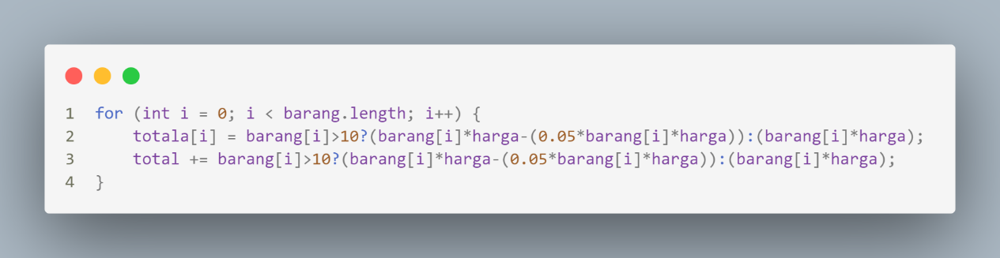 1 for (int i = 0; i < barang.length; i++) {
2     totala[i] = barang[i]>10?(barang[i]*harga-(0.05*barang[i]*harga)):(barang[i]*harga);
3     total += barang[i]>10?(barang[i]*harga-(0.05*barang[i]*harga)):(barang[i]*harga);
4 }